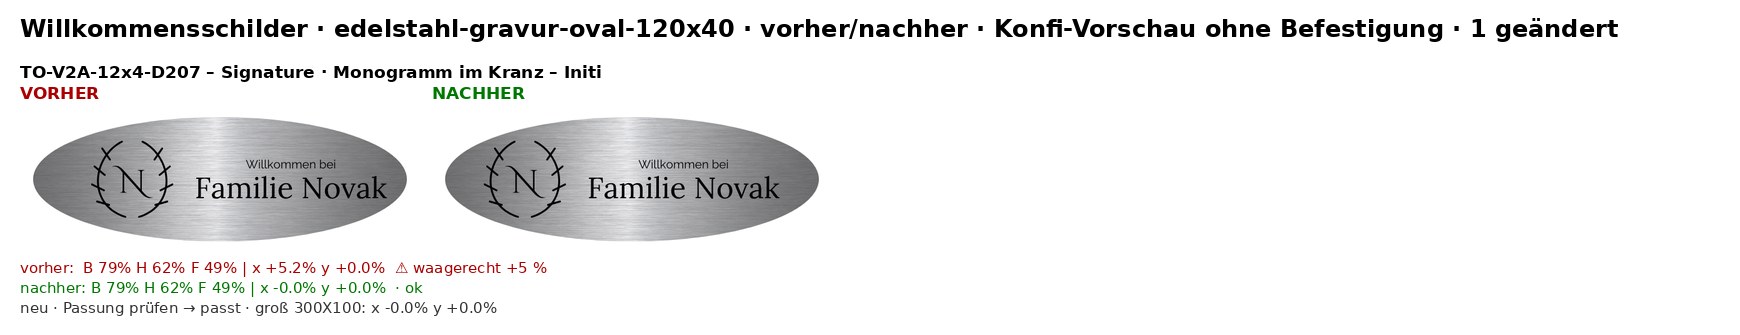 Willkommensschilder · edelstahl-gravur-oval-120x40 · vorher/nachher · Konfi-Vorschau ohne Befestigung · 1 geändert
TO-V2A-12x4-D207 – Signature · Monogramm im Kranz – Initi
VORHER
N
Willkommen bei
Familie Novak
NACHHER
N
Willkommen bei
Familie Novak
vorher: B 79% H 62% F 49% | x +5.2% y +0.0% ⚠ waagerecht +5 %
nachher: B 79% H 62% F 49% | x -0.0% y +0.0% · ok
neu · Passung prüfen → passt · groß 300X100: x -0.0% y +0.0%